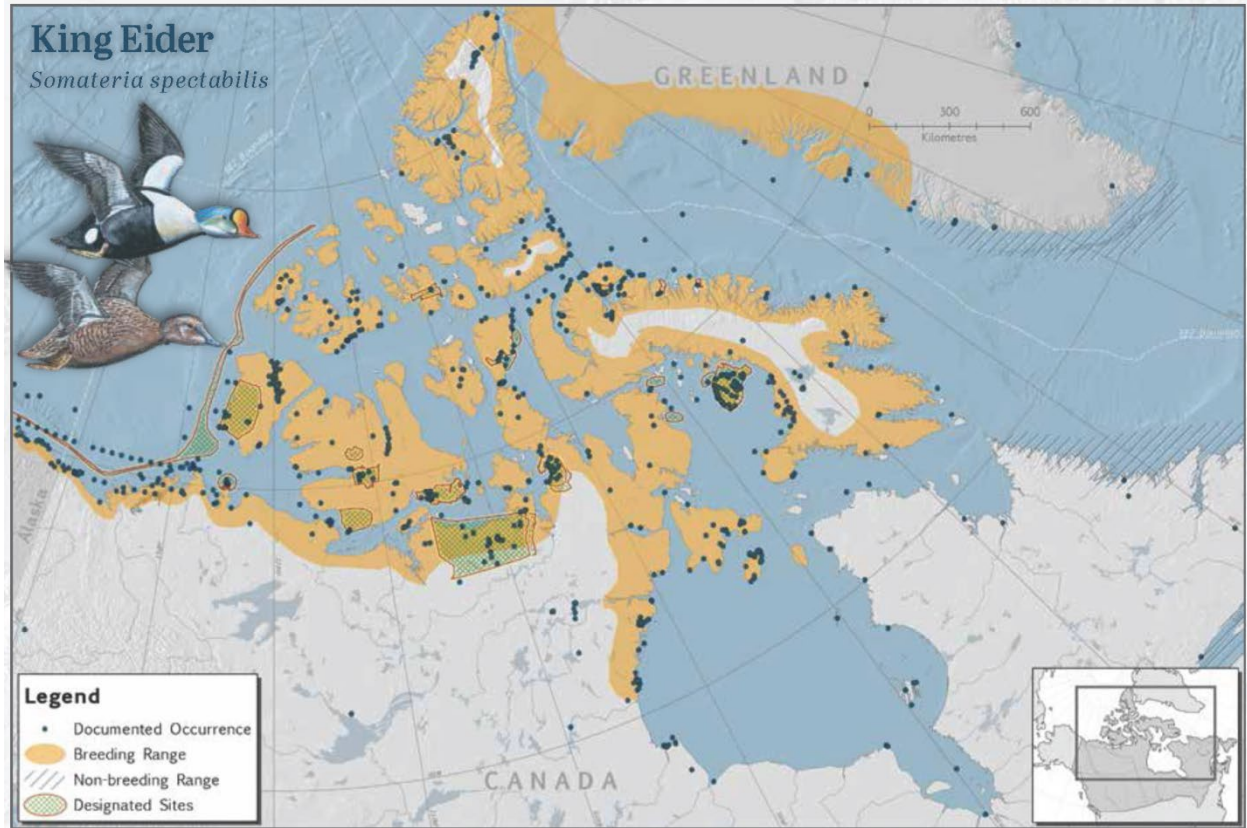 King Eider
Somateria spectabilis
GREENLAND
0 300 600
Kilometres
Alaska
CANADA
Legend
Documented Occurrence
Breeding Range
Non-breeding Range
Designated Sites